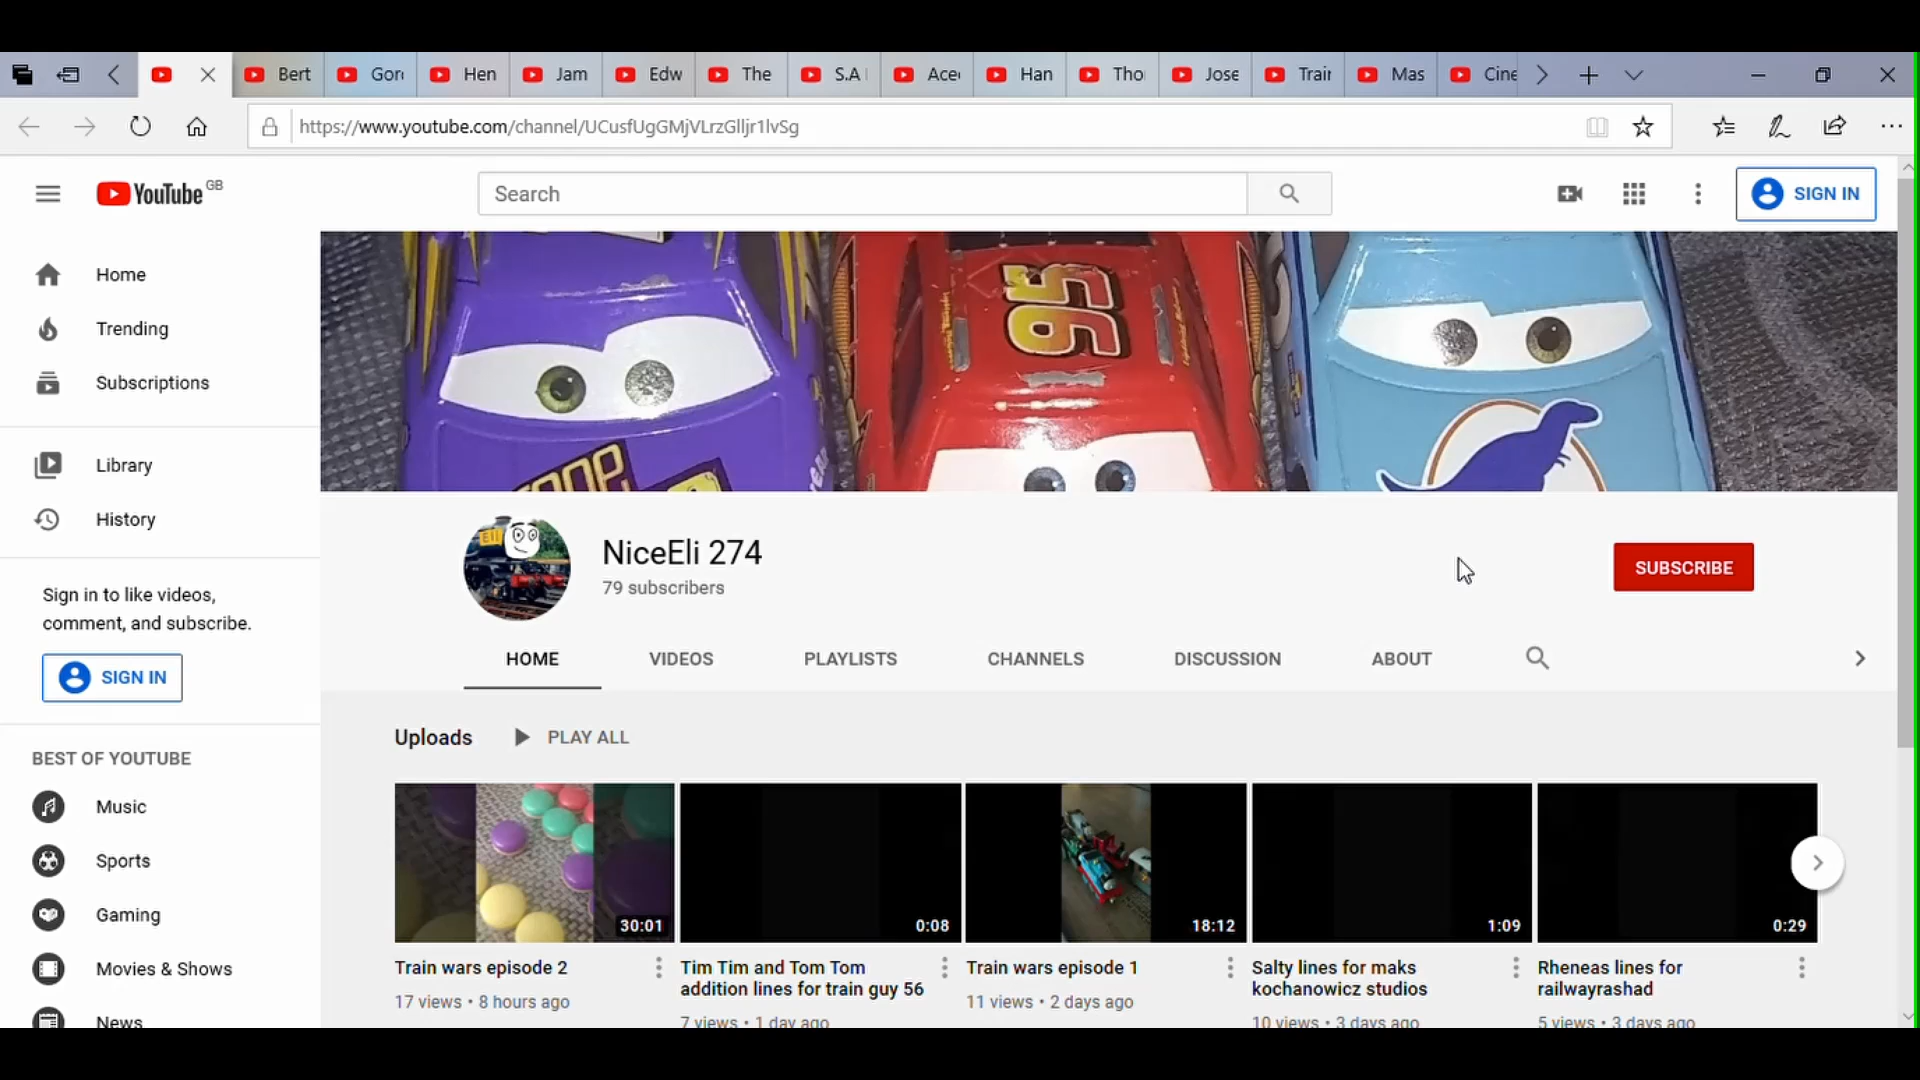 Bert
Gor
Hen
Jam
Edw
The
S.A
Ace
Han
Tho
Jose
Trair
Mas
Cine
https://www.youtube.com/channel/UCusfUgGMjVLrzGlljr1lvSg
YouTube GB
Search
SIGN IN
Home
Trending
Subscriptions
Library
History
Sign in to like videos,
comment, and subscribe.
SIGN IN
BEST OF YOUTUBE
Music
Sports
Gaming
Movies & Shows
News
56
Ell
NiceEli 274
79 subscribers
SUBSCRIBE
HOME VIDEOS PLAYLISTS CHANNELS DISCUSSION ABOUT
Uploads PLAY ALL
30:01
0:08
18:12
1:09
0:29
Train wars episode 2
17 views • 8 hours ago
Tim Tim and Tom Tom
addition lines for train guy 56
7 views • 1 day ago
Train wars episode 1
11 views • 2 days ago
Salty lines for maks
kochanowicz studios
10 views • 3 days ago
Rheneas lines for
railwayrashad
5 views • 3 days ago